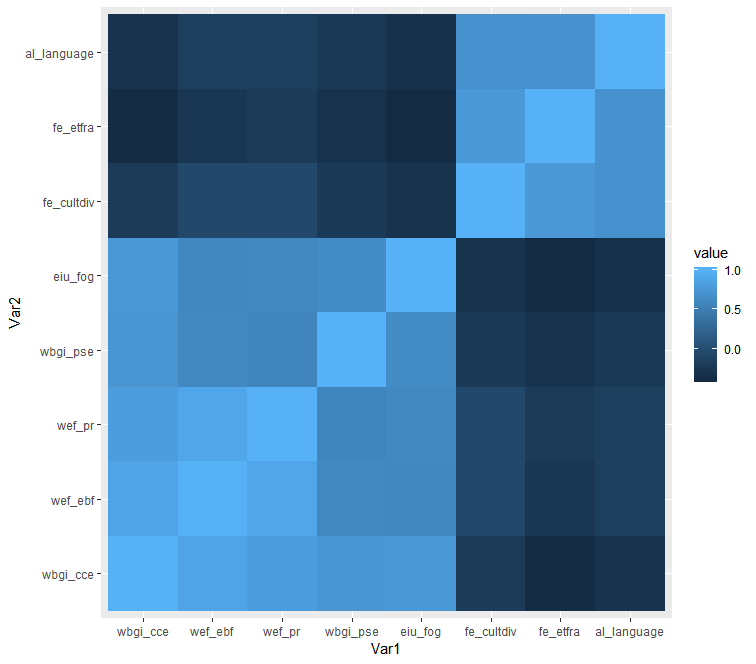 al_language
fe_etfra
fe_cultdiv
eiu_fog
wbgi_pse
wef_pr
wef_ebf
wbgi_cce
Var2
wbgi_cce wef_ebf wef_pr wbgi_pse eiu_fog fe_cultdiv fe_etfra al_language
Var1
value
1.0
0.5
0.0